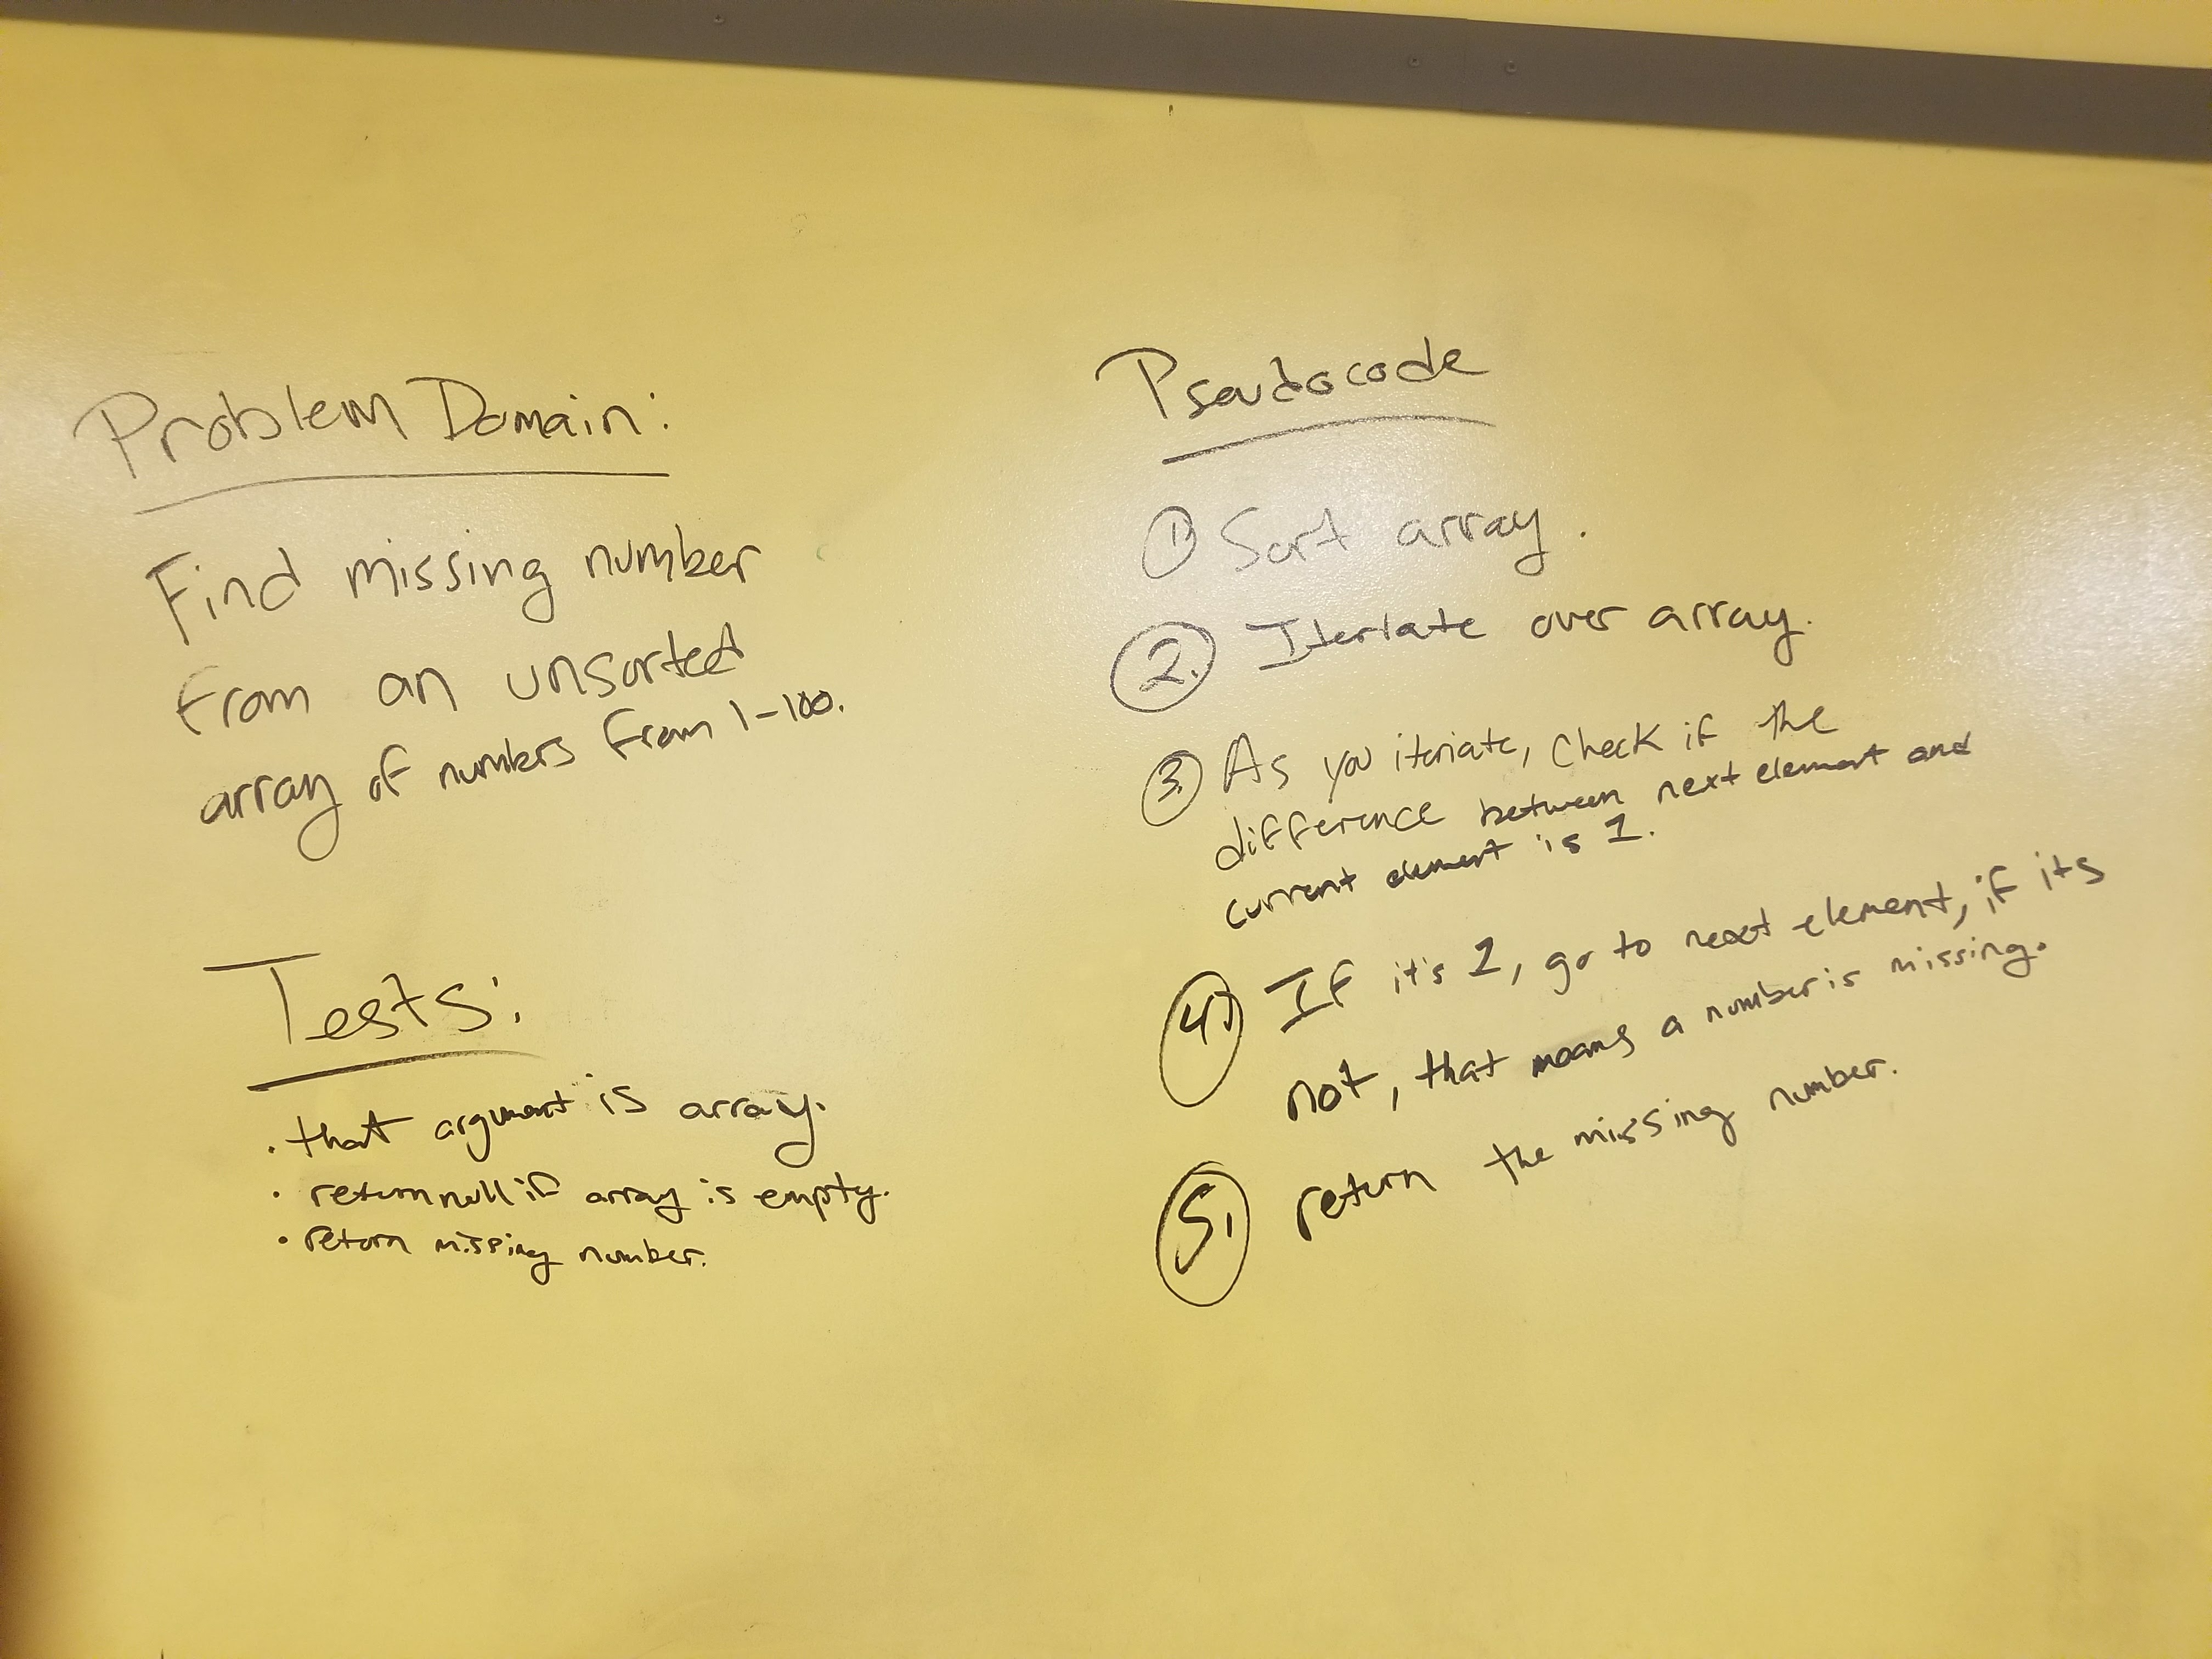 Problem Domain:
Find missing number
from an unsorted
array of numbers from 1-100.
Tests:
· that argument is array.
· return null if array is empty.
· return missing number.
Pseudocode
1) Sort array.
2. Iteriate over array.
3. As you iteriate, check if the
difference between next element and
current element is 1.
4.) If it's 1, go to next element, if its
not, that means a number is missing.
5. return the missing number.